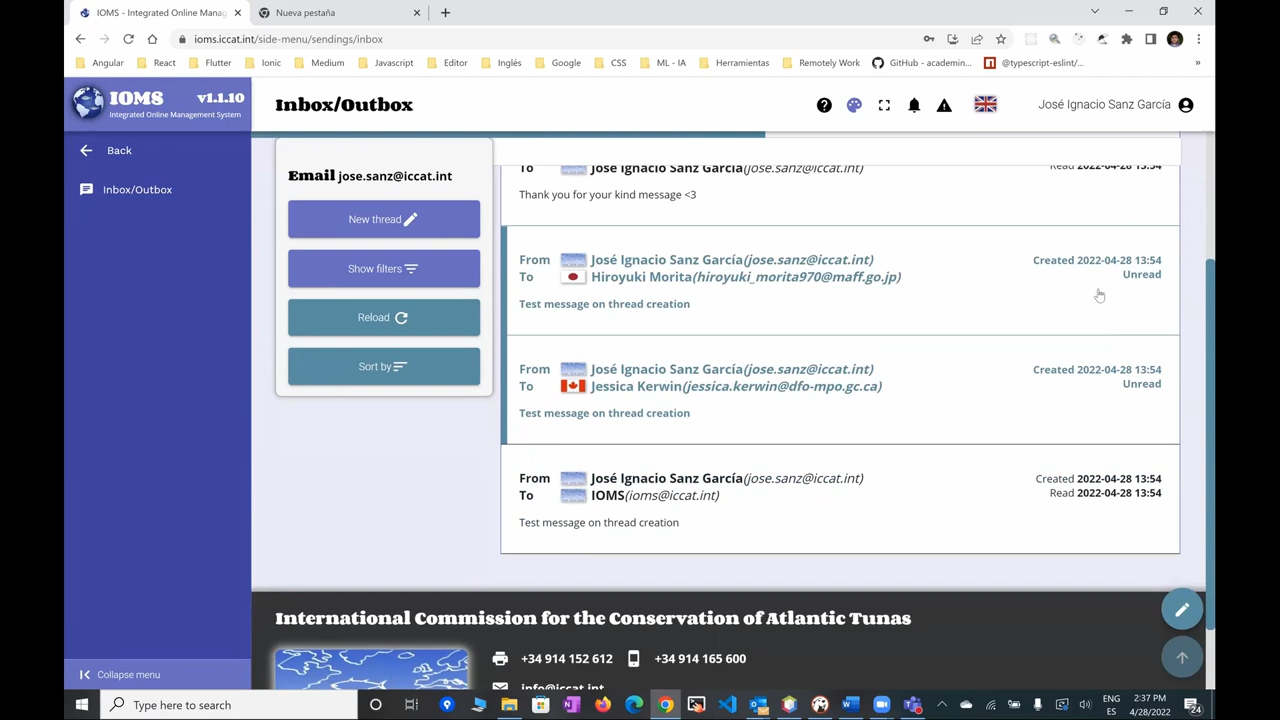 IOMS - Integrated Online Manag
Nueva pestaña
ioms.iccat.int/side-menu/sendings/inbox
Angular
React
Flutter
Ionic
Medium
Javascript
Editor
Inglés
Google
CSS
ML - IA
Herramientas
Remotely Work
GitHub - academin...
@typescript-eslint/...
IOMS v1.1.10
Integrated Online Management System
Inbox/Outbox
José Ignacio Sanz García
Back
Inbox/Outbox
Collapse menu
Email jose.sanz@iccat.int
New thread
Show filters
Reload
Sort by
To José Ignacio Sanz García(jose.sanz@iccat.int) Read 2022-04-28 13:54
Thank you for your kind message <3
From José Ignacio Sanz García(jose.sanz@iccat.int) Created 2022-04-28 13:54
To Hiroyuki Morita(hiroyuki_morita970@maff.go.jp) Unread
Test message on thread creation
From José Ignacio Sanz García(jose.sanz@iccat.int) Created 2022-04-28 13:54
To Jessica Kerwin(jessica.kerwin@dfo-mpo.gc.ca) Unread
Test message on thread creation
From José Ignacio Sanz García(jose.sanz@iccat.int) Created 2022-04-28 13:54
To IOMS(ioms@iccat.int) Read 2022-04-28 13:54
Test message on thread creation
International Commission for the Conservation of Atlantic Tunas
+34 914 152 612 +34 914 165 600
info@iccat.int
Type here to search
ENG
ES
2:37 PM
4/28/2022
24